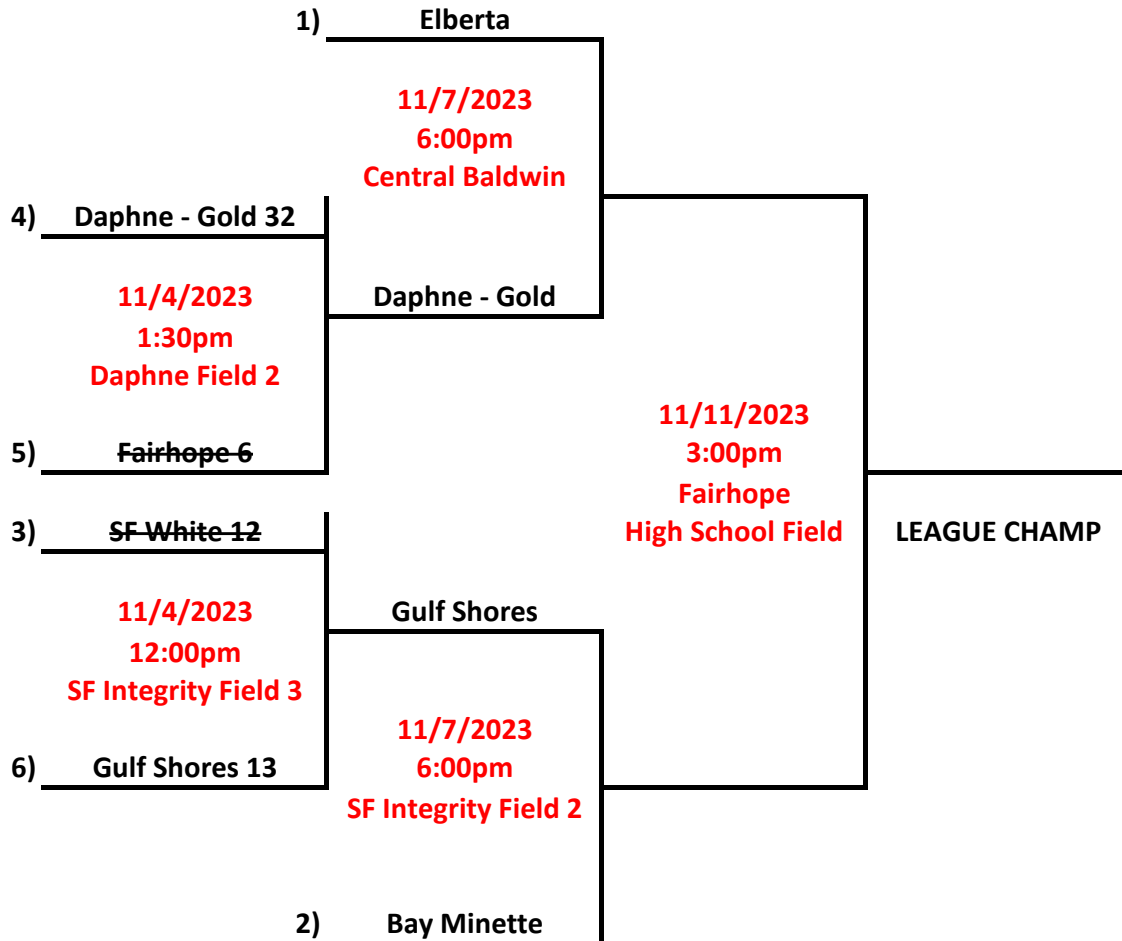 1) Elberta
11/7/2023
6:00pm
Central Baldwin
4) Daphne - Gold 32
11/4/2023
1:30pm
Daphne Field 2
Daphne - Gold
5) Fairhope 6
11/11/2023
3:00pm
Fairhope
High School Field
LEAGUE CHAMP
3) SF White 12
11/4/2023
12:00pm
SF Integrity Field 3
Gulf Shores
6) Gulf Shores 13
11/7/2023
6:00pm
SF Integrity Field 2
2) Bay Minette